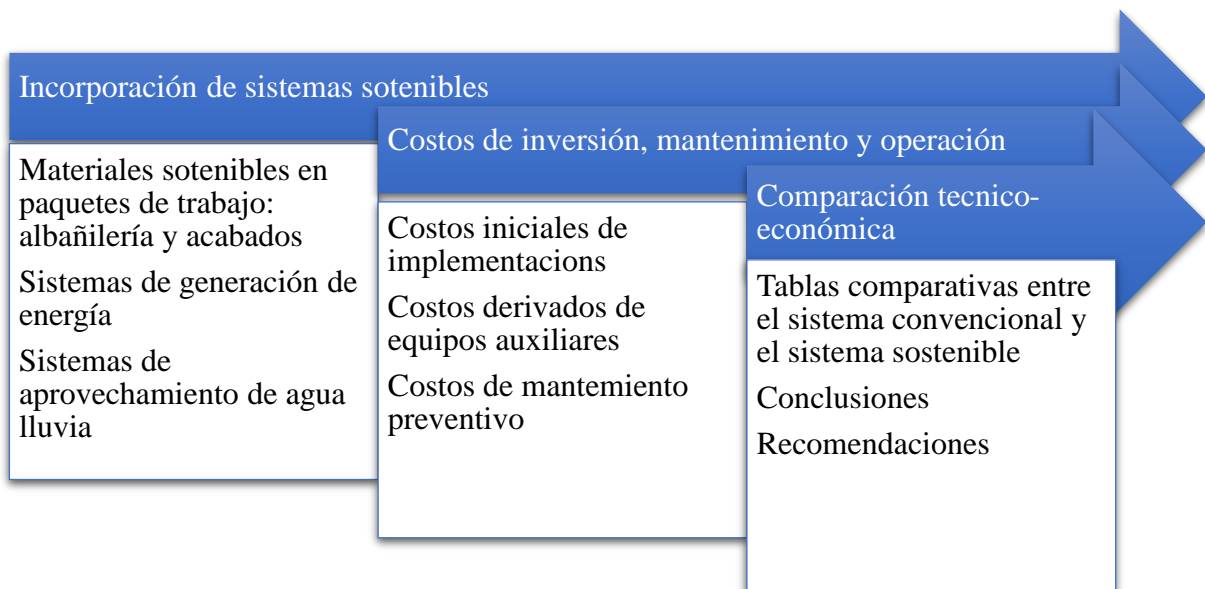 Incorporación de sistemas sotenibles
Materiales sotenibles en
paquetes de trabajo:
albañilería y acabados
Sistemas de generación de
energía
Sistemas de
aprovechamiento de agua
lluvia
Costos de inversión, mantenimiento y operación
Costos iniciales de
implementacions
Costos derivados de
equipos auxiliares
Costos de mantemiento
preventivo
Comparación tecnico-
económica
Tablas comparativas entre
el sistema convencional y
el sistema sostenible
Conclusiones
Recomendaciones